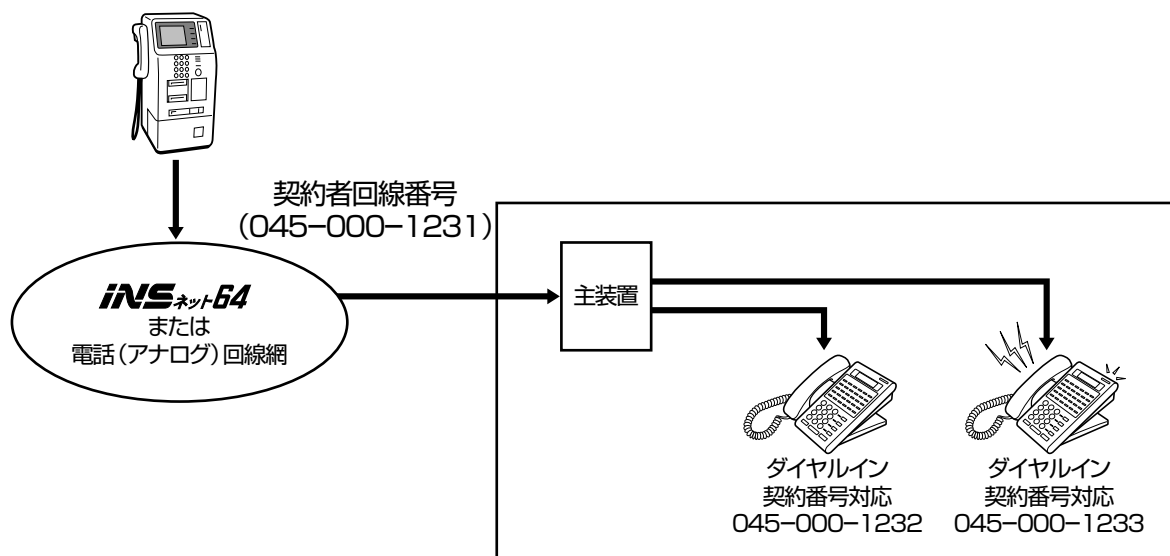 契約者回線番号
（045−000−1231）
INSネット64
または
電話（アナログ）回線網
主装置
ダイヤルイン
契約番号対応
045−000−1232
ダイヤルイン
契約番号対応
045−000−1233